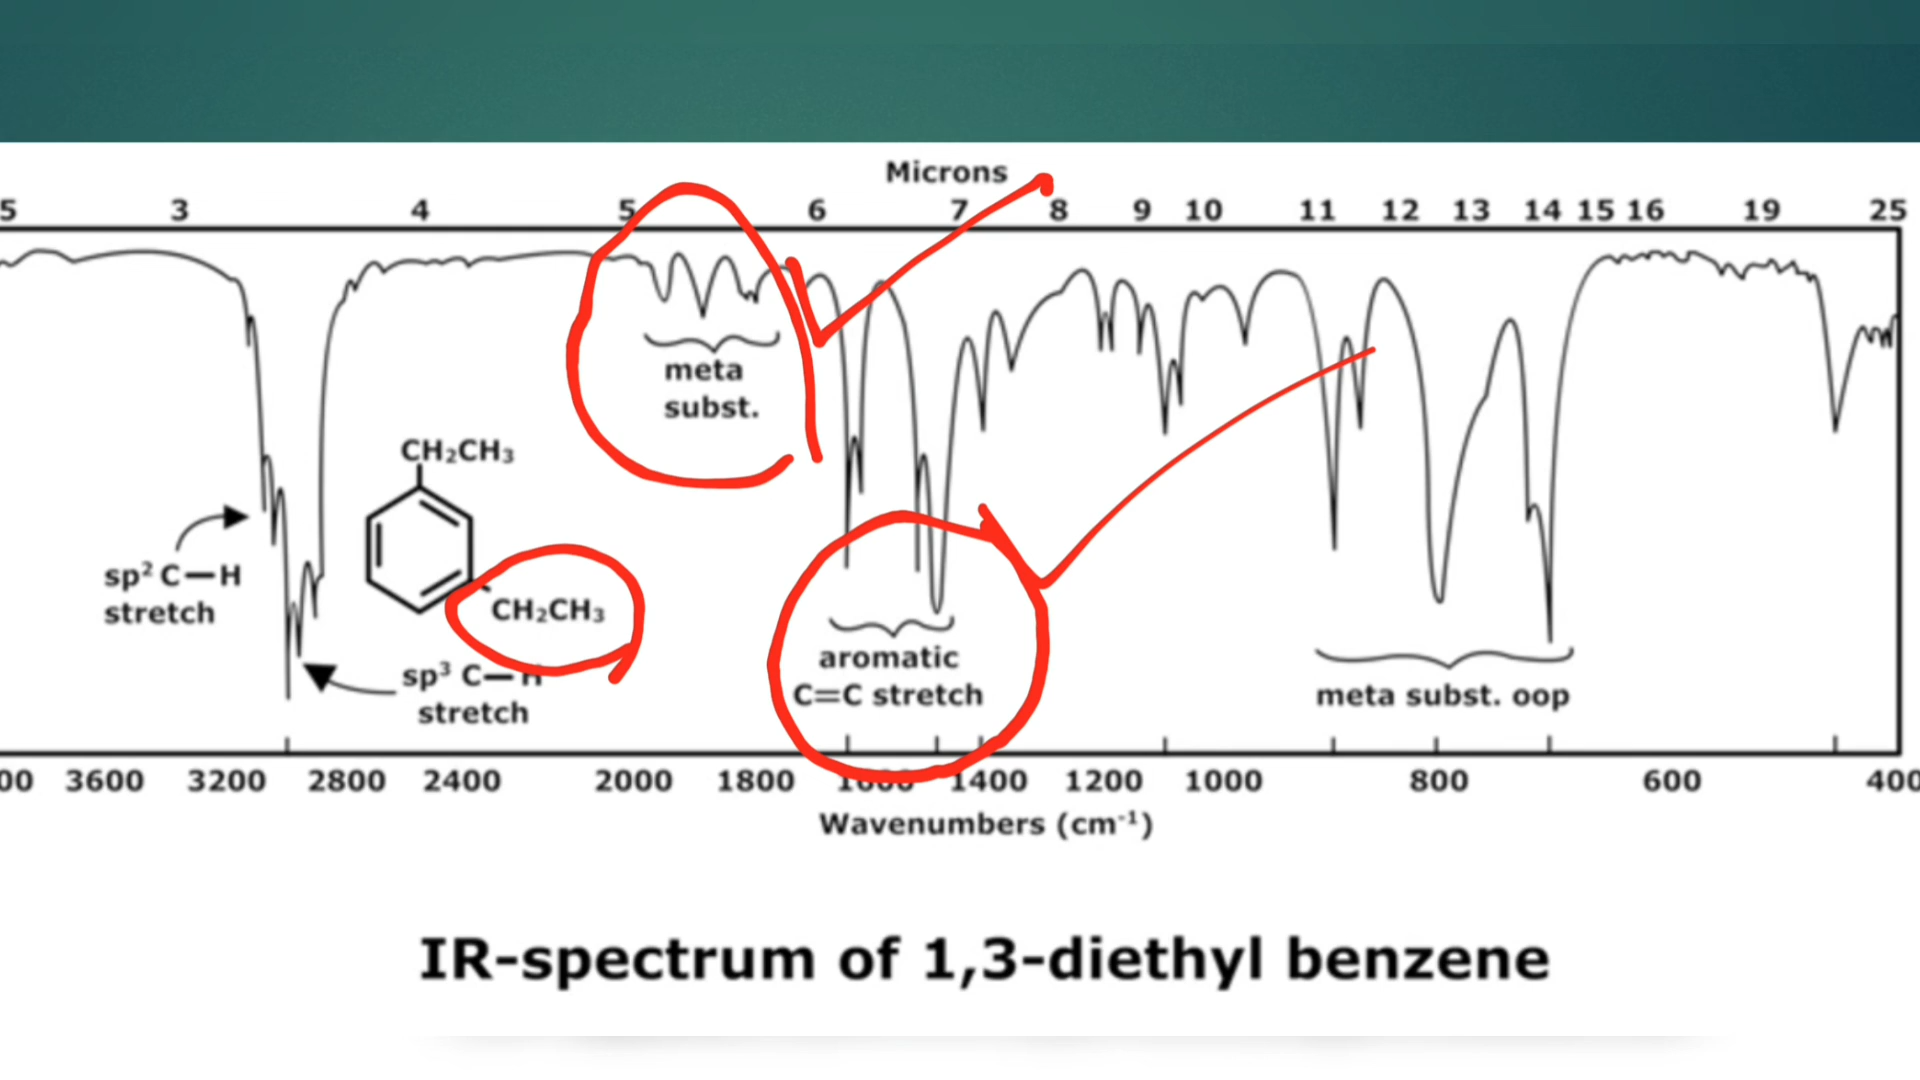 Microns
5 3 4 5 6 7 8 9 10 11 12 13 14 15 16 19 25
meta
subst.
CH₂CH₃
sp² C—H
stretch
CH₂CH₃
sp³ C—H
stretch
aromatic
C=C stretch
meta subst. oop
00 3600 3200 2800 2400 2000 1800 1600 1400 1200 1000 800 600 400
Wavenumbers (cm⁻¹)
IR-spectrum of 1,3-diethyl benzene